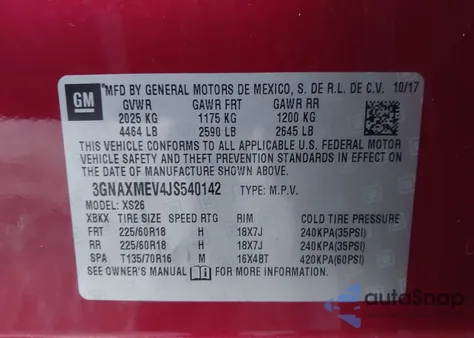 GM
MFD BY GENERAL MOTORS DE MEXICO, S. DE R.L. DE C.V. 10/17
GVWR GAWR FRT GAWR RR
2025 KG 1175 KG 1200 KG
4464 LB 2590 LB 2645 LB
THIS VEHICLE CONFORMS TO ALL APPLICABLE U.S. FEDERAL MOTOR
VEHICLE SAFETY AND THEFT PREVENTION STANDARDS IN EFFECT ON
THE DATE OF MANUFACTURE SHOWN ABOVE.
3GNAXMEV4JS540142 TYPE: M.P.V.
MODEL: XS26
XBKX TIRE SIZE SPEED RTG RIM COLD TIRE PRESSURE
FRT 225/60R18 H 18X7J 240KPA(35PSI)
RR 225/60R18 H 18X7J 240KPA(35PSI)
SPA T135/70R16 M 16X4BT 420KPA(60PSI)
SEE OWNER'S MANUAL FOR ADDITIONAL INFORMATION.
autoSnap